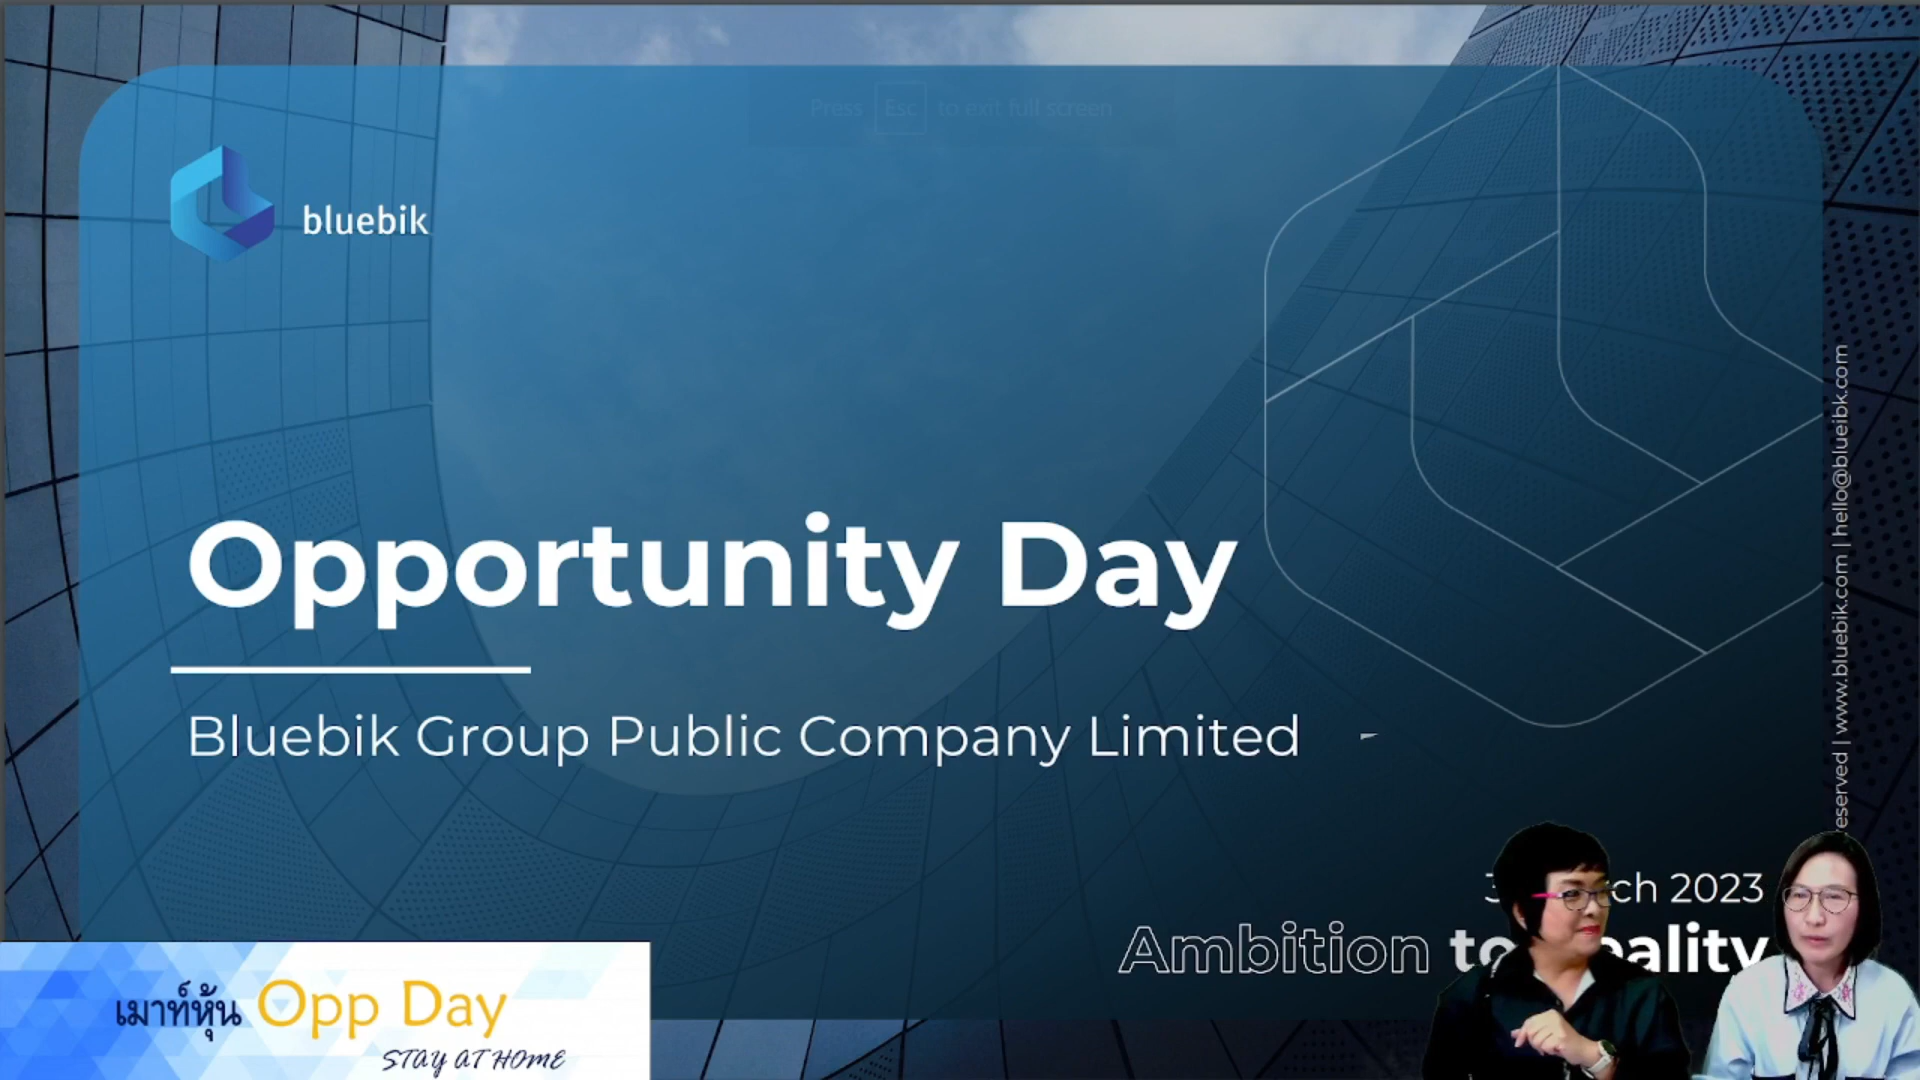 Press Esc to exit full screen
bluebik
Opportunity Day
Bluebik Group Public Company Limited
2023
Ambition
www.bluebik.com | hello@blueibk.com
เมาท์หุ้น Opp Day
STAY AT HOME